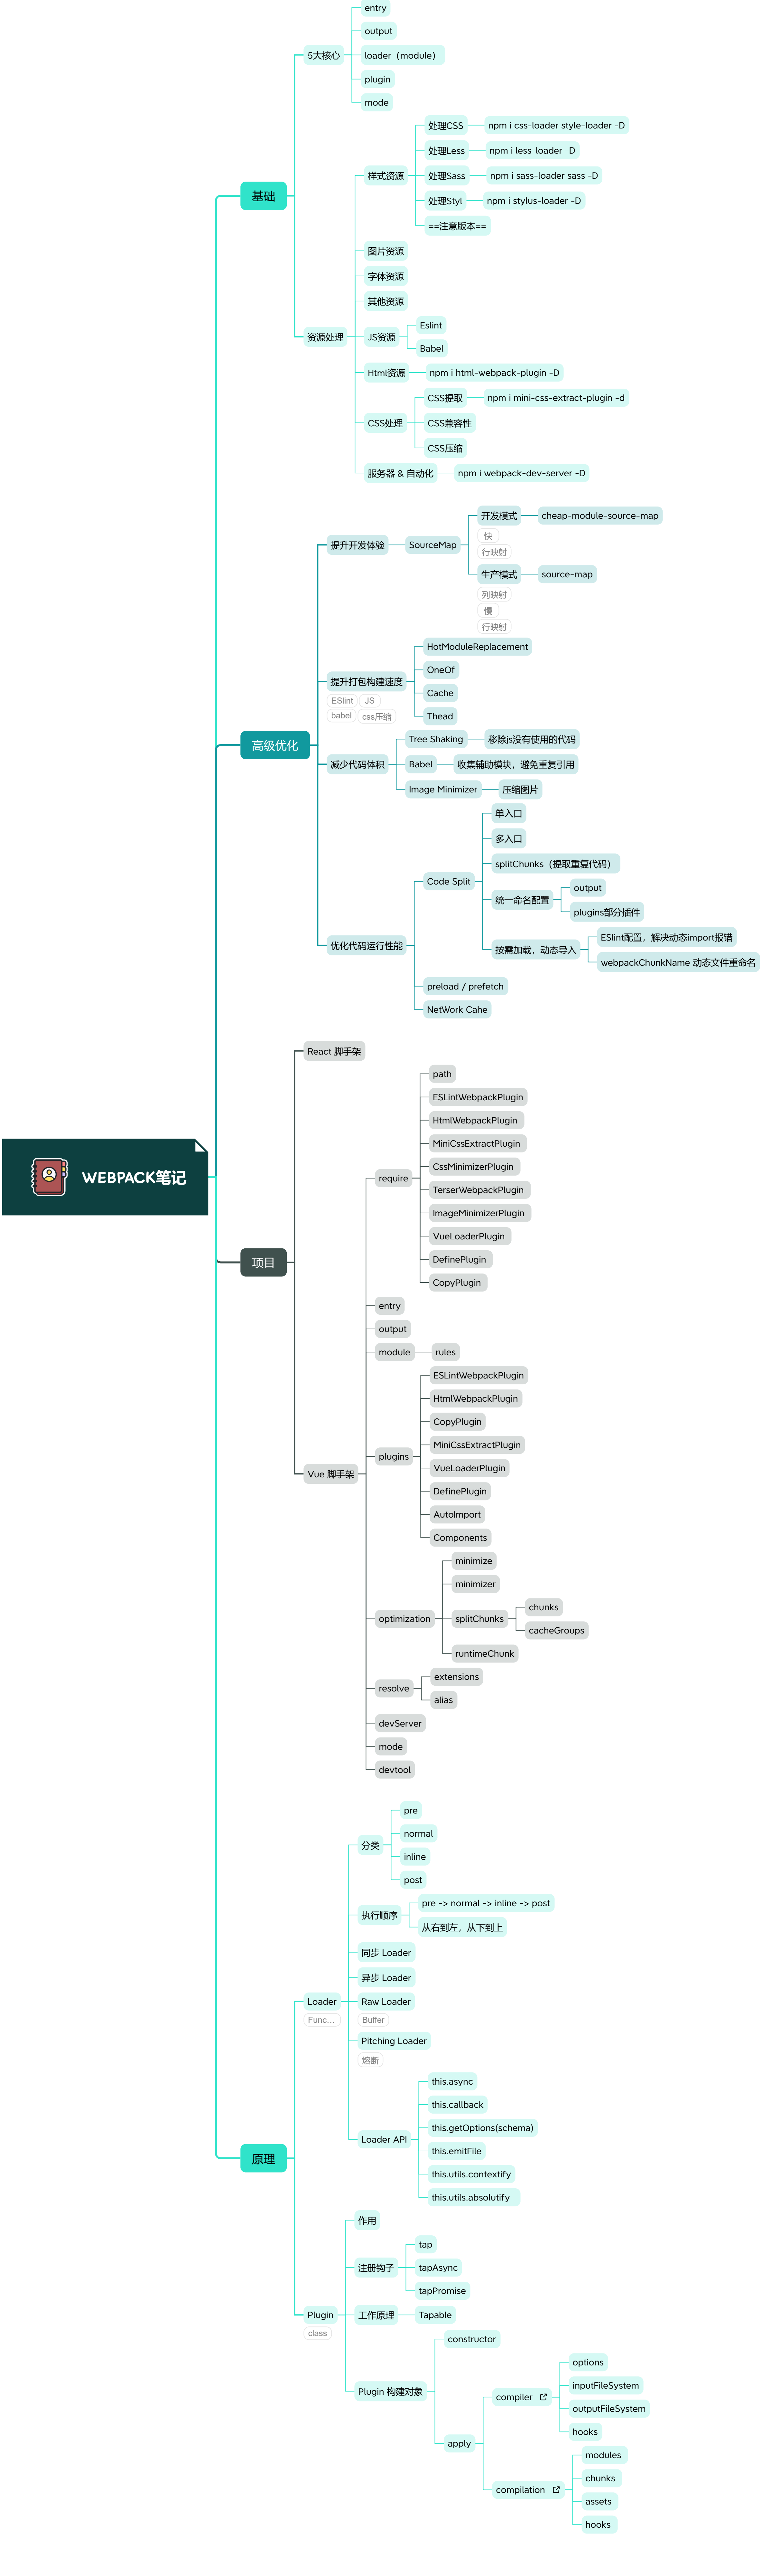 WEBPACK笔记
基础
5大核心
entry
output
loader（module）
plugin
mode
资源处理
样式资源
处理CSS
npm i css-loader style-loader -D
处理Less
npm i less-loader -D
处理Sass
npm i sass-loader sass -D
处理Styl
npm i stylus-loader -D
==注意版本==
图片资源
字体资源
其他资源
JS资源
Eslint
Babel
Html资源
npm i html-webpack-plugin -D
CSS处理
CSS提取
npm i mini-css-extract-plugin -d
CSS兼容性
CSS压缩
服务器 & 自动化
npm i webpack-dev-server -D
高级优化
提升开发体验
SourceMap
开发模式
快
行映射
cheap-module-source-map
生产模式
列映射
慢
行映射
source-map
提升打包构建速度
ESlint
JS
babel
css压缩
HotModuleReplacement
OneOf
Cache
Thead
减少代码体积
Tree Shaking
移除js没有使用的代码
Babel
收集辅助模块，避免重复引用
Image Minimizer
压缩图片
优化代码运行性能
Code Split
单入口
多入口
splitChunks（提取重复代码）
统一命名配置
output
plugins部分插件
按需加载，动态导入
ESlint配置，解决动态import报错
webpackChunkName 动态文件重命名
preload / prefetch
NetWork Cahe
项目
React 脚手架
Vue 脚手架
require
path
ESLintWebpackPlugin
HtmlWebpackPlugin
MiniCssExtractPlugin
CssMinimizerPlugin
TerserWebpackPlugin
ImageMinimizerPlugin
VueLoaderPlugin
DefinePlugin
CopyPlugin
entry
output
module
rules
plugins
ESLintWebpackPlugin
HtmlWebpackPlugin
CopyPlugin
MiniCssExtractPlugin
VueLoaderPlugin
DefinePlugin
AutoImport
Components
optimization
minimize
minimizer
splitChunks
chunks
cacheGroups
runtimeChunk
resolve
extensions
alias
devServer
mode
devtool
原理
Loader
Func...
分类
pre
normal
inline
post
执行顺序
pre -> normal -> inline -> post
从右到左，从下到上
同步 Loader
异步 Loader
Raw Loader
Buffer
Pitching Loader
熔断
Loader API
this.async
this.callback
this.getOptions(schema)
this.emitFile
this.utils.contextify
this.utils.absolutify
Plugin
class
作用
注册钩子
tap
tapAsync
tapPromise
工作原理
Tapable
Plugin 构建对象
constructor
apply
compiler
options
inputFileSystem
outputFileSystem
hooks
compilation
modules
chunks
assets
hooks